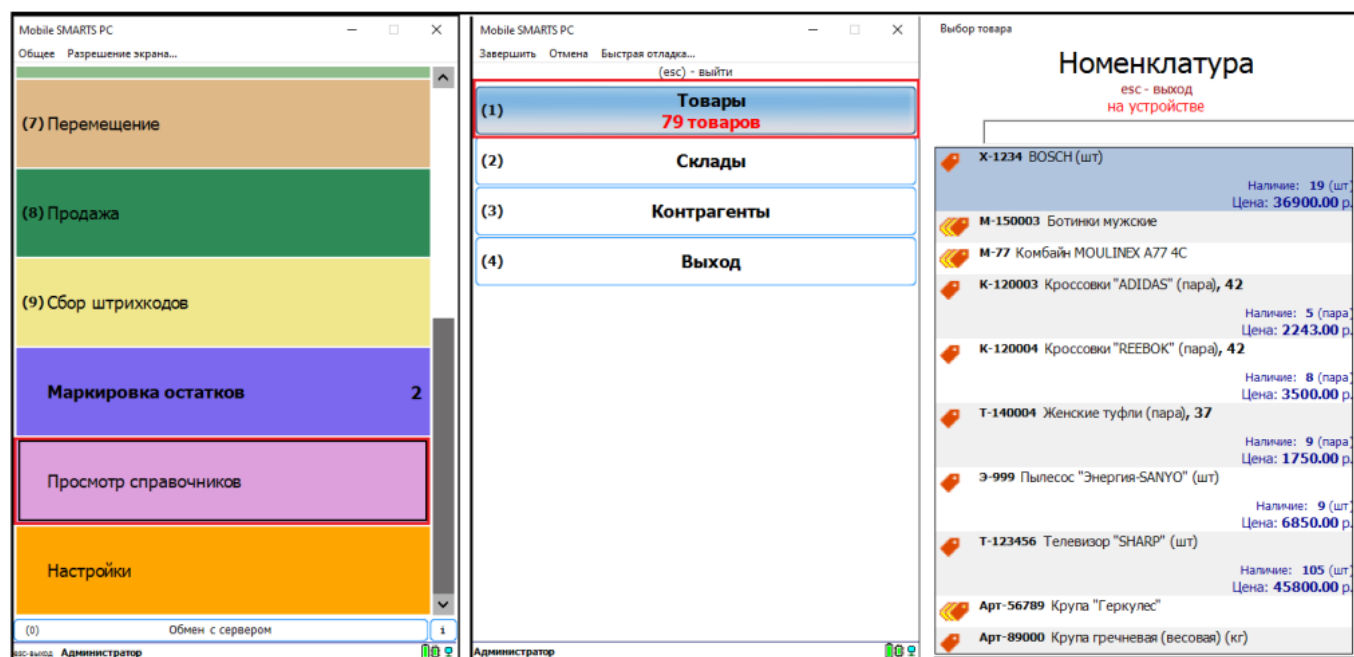 Mobile SMARTS PC
Общее Разрешение экрана...
(7) Перемещение
(8) Продажа
(9) Сбор штрихкодов
Маркировка остатков 2
Просмотр справочников
Настройки
(0) Обмен с сервером i
esc-выход Администратор
Mobile SMARTS PC
Завершить Отмена Быстрая отладка...
(esc) - выйти
(1) Товары
79 товаров
(2) Склады
(3) Контрагенты
(4) Выход
Администратор
Выбор товара
Номенклатура
esc - выход
на устройстве
X-1234 BOSCH (шт)
Наличие: 19 (шт)
Цена: 36900.00 р.
М-150003 Ботинки мужские
М-77 Комбайн MOULINEX A77 4C
К-120003 Кроссовки "ADIDAS" (пара), 42
Наличие: 5 (пара)
Цена: 2243.00 р.
К-120004 Кроссовки "REEBOK" (пара), 42
Наличие: 8 (пара)
Цена: 3500.00 р.
Т-140004 Женские туфли (пара), 37
Наличие: 9 (пара)
Цена: 1750.00 р.
Э-999 Пылесос "Энергия-SANYO" (шт)
Наличие: 9 (шт)
Цена: 6850.00 р.
Т-123456 Телевизор "SHARP" (шт)
Наличие: 105 (шт)
Цена: 45800.00 р.
Арт-56789 Крупа "Геркулес"
Арт-89000 Крупа гречневая (весовая) (кг)